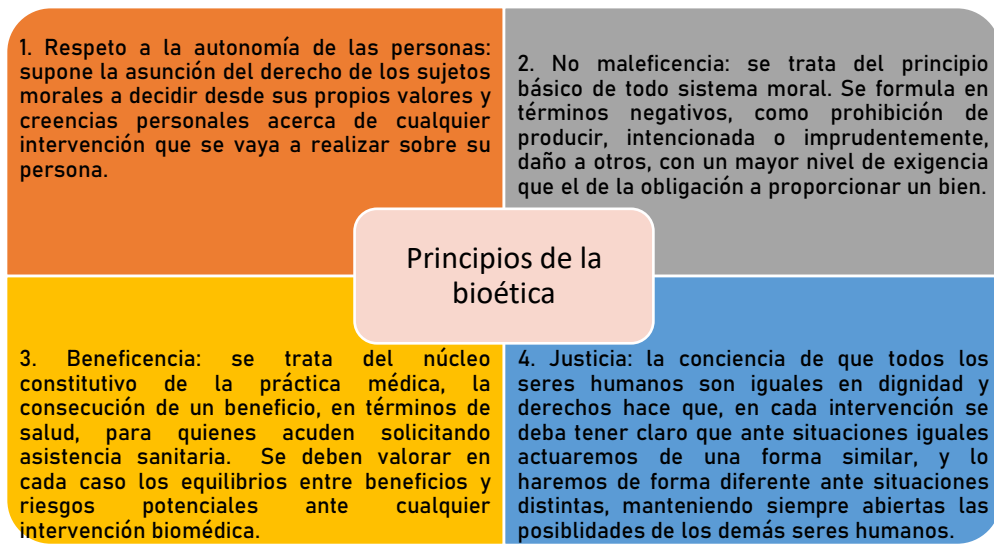 1. Respeto a la autonomía de las personas:
supone la asunción del derecho de los sujetos
morales a decidir desde sus propios valores y
creencias personales acerca de cualquier
intervención que se vaya a realizar sobre su
persona.
2. No maleficencia: se trata del principio
básico de todo sistema moral. Se formula en
términos negativos, como prohibición de
producir, intencionada o imprudentemente,
daño a otros, con un mayor nivel de exigencia
que el de la obligación a proporcionar un bien.
Principios de la
bioética
3. Beneficencia: se trata del núcleo
constitutivo de la práctica médica, la
consecución de un beneficio, en términos de
salud, para quienes acuden solicitando
asistencia sanitaria. Se deben valorar en
cada caso los equilibrios entre beneficios y
riesgos potenciales ante cualquier
intervención biomédica.
4. Justicia: la conciencia de que todos los
seres humanos son iguales en dignidad y
derechos hace que, en cada intervención se
deba tener claro que ante situaciones iguales
actuaremos de una forma similar, y lo
haremos de forma diferente ante situaciones
distintas, manteniendo siempre abiertas las
posiblidades de los demás seres humanos.